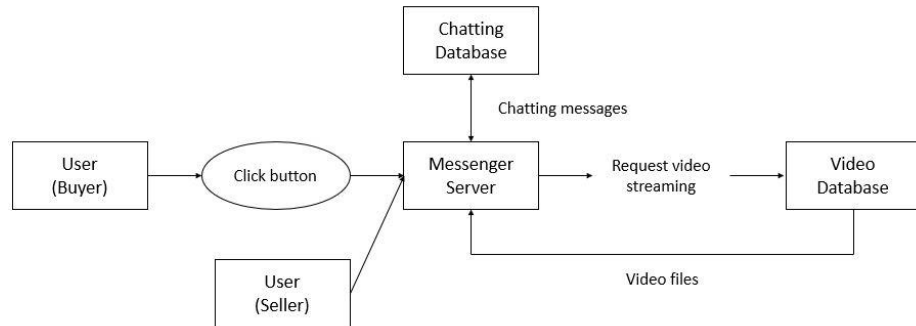 Chatting
Database
Chatting messages
User
(Buyer)
Click button
Messenger
Server
Request video
streaming
Video
Database
User
(Seller)
Video files